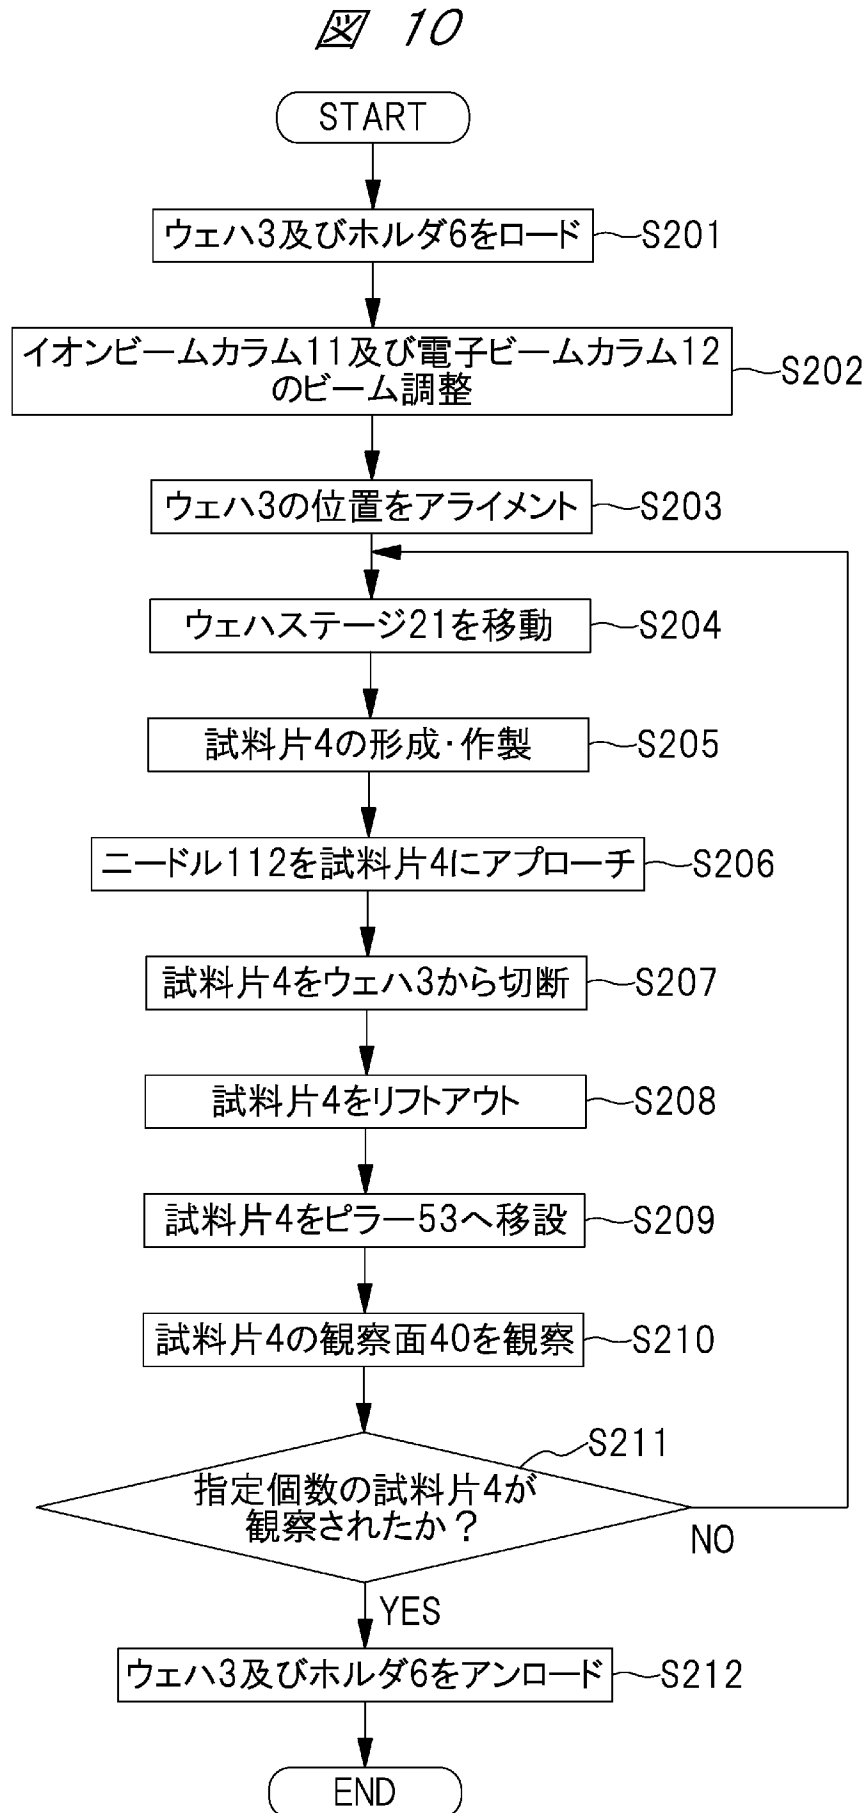 図 10
START
ウェハ3及びホルダ6をロード
S201
イオンビームカラム11及び電子ビームカラム12
のビーム調整
S202
ウェハ3の位置をアライメント
S203
ウェハステージ21を移動
S204
試料片4の形成・作製
S205
ニードル112を試料片4にアプローチ
S206
試料片4をウェハ3から切断
S207
試料片4をリフトアウト
S208
試料片4をピラー53へ移設
S209
試料片4の観察面40を観察
S210
S211
指定個数の試料片4が
観察されたか？
NO
YES
ウェハ3及びホルダ6をアンロード
S212
END